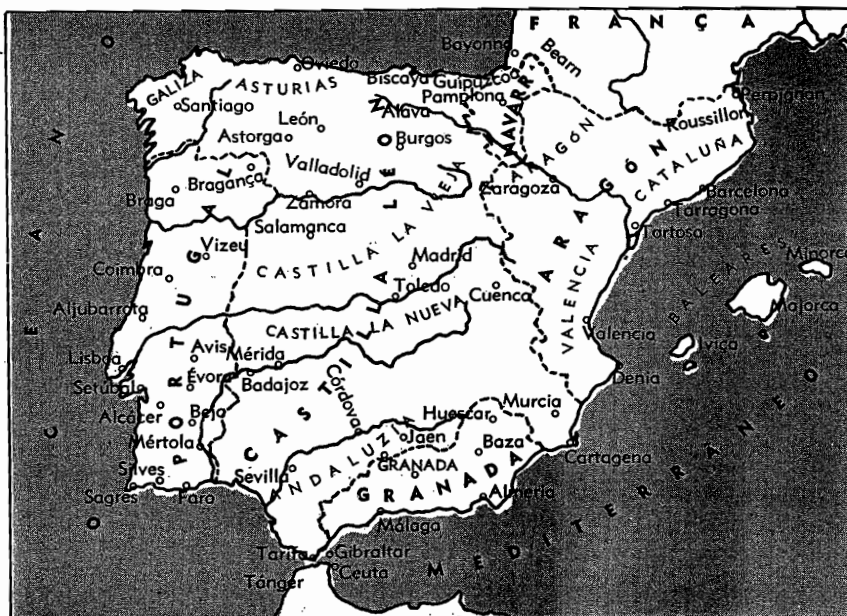 FRANÇA
OCEANO
MEDITERRÂNEO
Bayonne
Bearn
Oviedo
Biscaya
Guipúzcoa
GALIZA
ASTURIAS
Pamplona
NAVARRA
Perpignan
Santiago
León
Alava
Roussillon
Astorga
Burgos
ARAGÓN
ARAGÓN
CATALUÑA
Valladolid
Bragança
Braga
Zamora
Zaragoza
Barcelona
Tarragona
Tortosa
Salamanca
CASTILLA LA VIEJA
Vizeu
Coimbra
Madrid
Toledo
Cuenca
BALEARES
Minorca
Majorca
Iviça
Aljubarrota
CASTILLA LA NUEVA
VALENCIA
Valencia
PORTUGAL
CASTILLA LEÓN
Lisboa
Avis
Mérida
Setúbal
Évora
Badajoz
Denia
Alcácer
Beja
Córdova
Huescar
Murcia
Mértola
Jaen
Baza
Silves
Sevilla
ANDALUZIA
GRANADA
GRANADA
Cartagena
Sagres
Faro
Almeria
Málaga
Tarifa
Gibraltar
Tánger
Ceuta